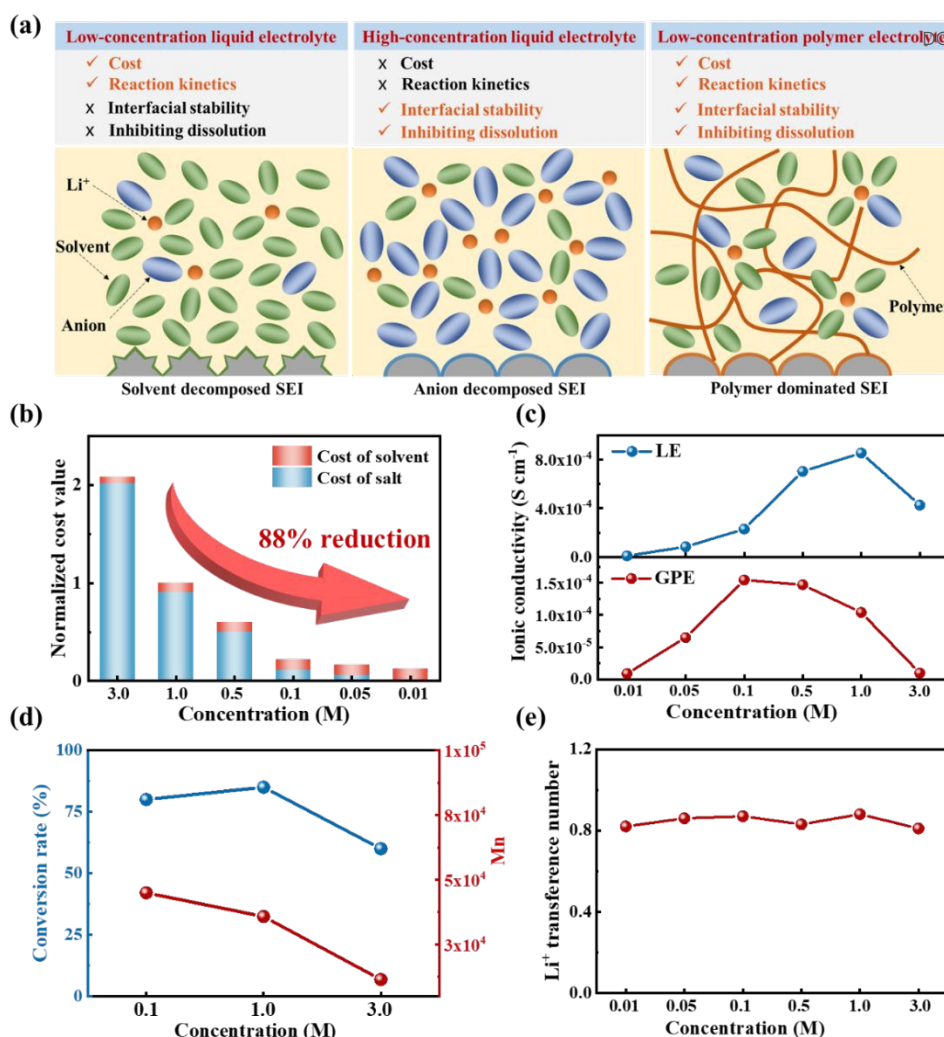 (a)
Low-concentration liquid electrolyte
✓ Cost
✓ Reaction kinetics
x Interfacial stability
x Inhibiting dissolution
High-concentration liquid electrolyte
x Cost
x Reaction kinetics
✓ Interfacial stability
✓ Inhibiting dissolution
Low-concentration polymer electrolyte
✓ Cost
✓ Reaction kinetics
✓ Interfacial stability
✓ Inhibiting dissolution
Li⁺
Solvent
Anion
Polymer
Solvent decomposed SEI
Anion decomposed SEI
Polymer dominated SEI
(b)
Normalized cost value
2
1
0
Cost of solvent
Cost of salt
88% reduction
3.0 1.0 0.5 0.1 0.05 0.01
Concentration (M)
(c)
Ionic conductivity (S cm⁻¹)
8.0x10⁻⁴
4.0x10⁻⁴
0.0
LE
1.5x10⁻⁴
1.0x10⁻⁴
5.0x10⁻⁵
0.0
GPE
0.01 0.05 0.1 0.5 1.0 3.0
Concentration (M)
(d)
Conversion rate (%)
100
75
50
25
0
Mn
1x10⁵
8x10⁴
5x10⁴
3x10⁴
0
0.1 1.0 3.0
Concentration (M)
(e)
Li⁺ transference number
1.2
0.8
0.4
0.0
0.01 0.05 0.1 0.5 1.0 3.0
Concentration (M)